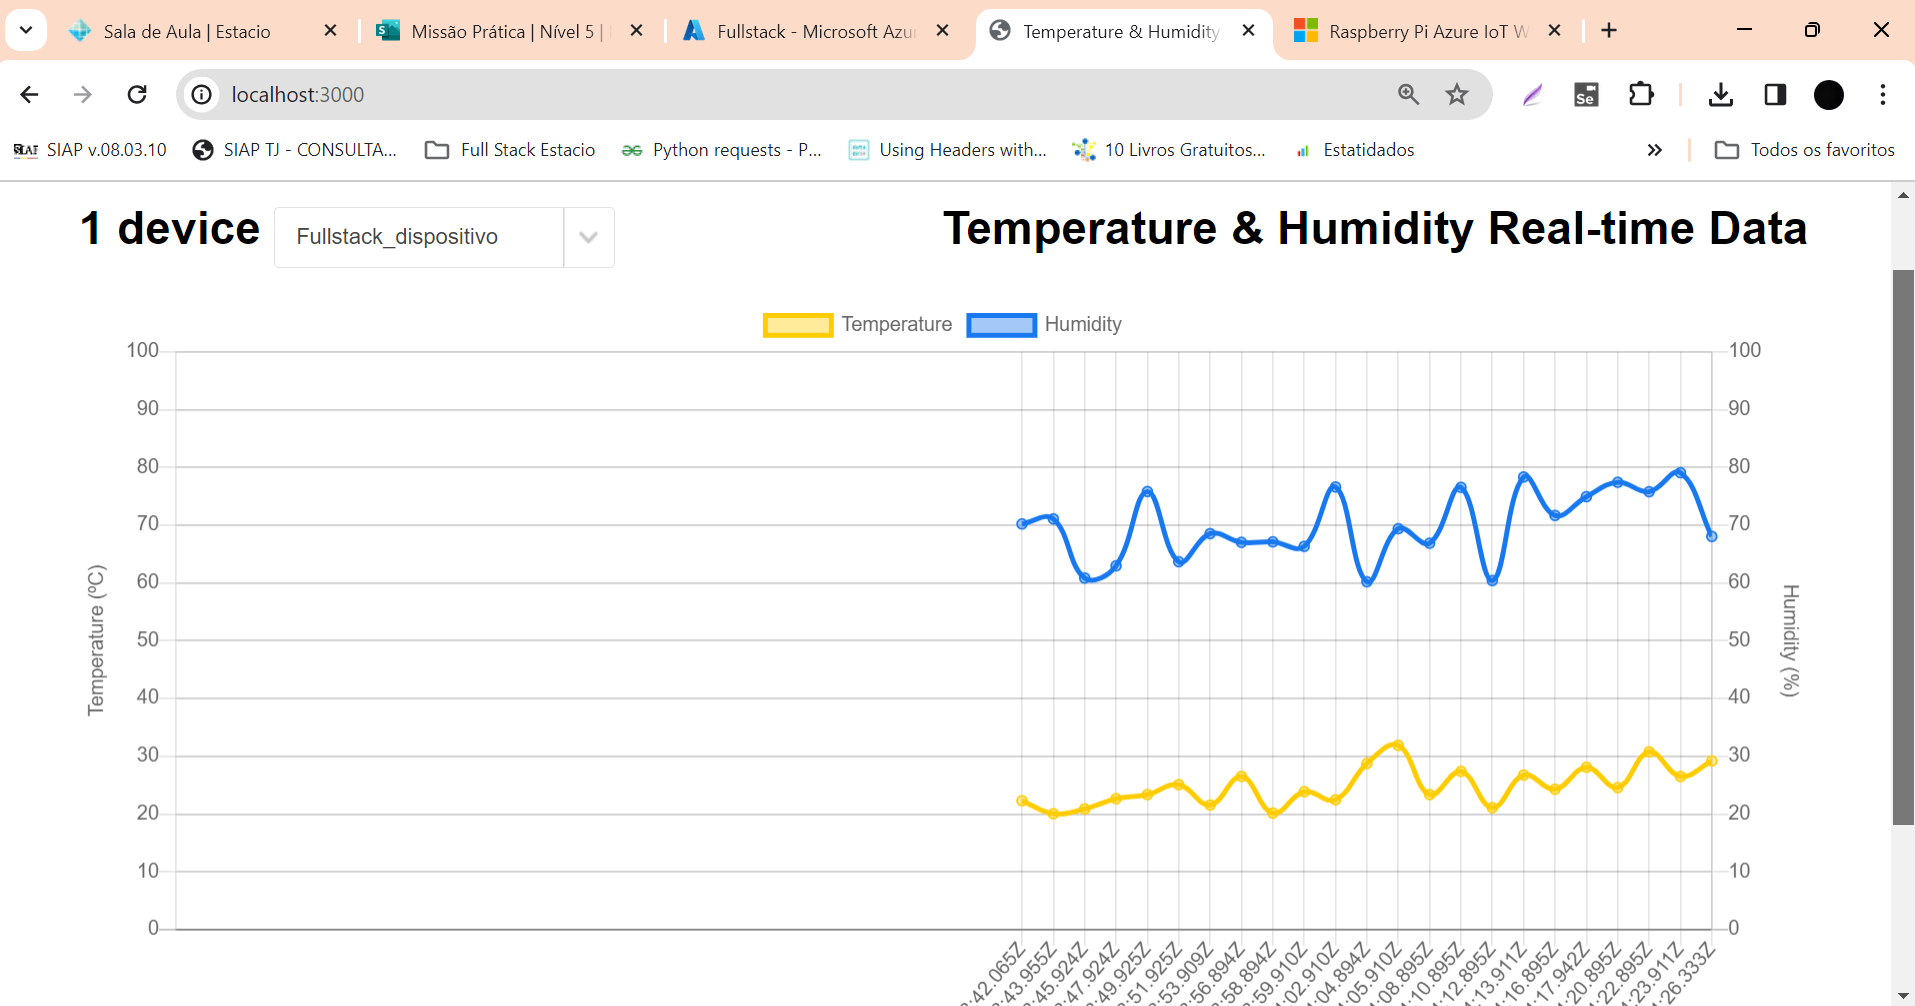 Sala de Aula | Estacio
Missão Prática | Nível 5 |
Fullstack - Microsoft Azu
Temperature & Humidity
Raspberry Pi Azure IoT W
localhost:3000
SIAP v.08.03.10
SIAP TJ - CONSULTA...
Full Stack Estacio
Python requests - P...
Using Headers with...
10 Livros Gratuitos...
Estatidados
Todos os favoritos
1 device
Fullstack_dispositivo
Temperature & Humidity Real-time Data
Temperature
Humidity
100
90
80
70
60
50
40
30
20
10
0
Temperature (ºC)
100
90
80
70
60
50
40
30
20
10
0
Humidity (%)
:42.065Z
:43.955Z
:45.924Z
:47.924Z
:49.925Z
:51.925Z
:53.909Z
:56.894Z
:58.894Z
:59.910Z
:02.910Z
:04.894Z
:05.910Z
:08.895Z
:10.895Z
:12.895Z
:13.911Z
:16.895Z
:17.942Z
:20.895Z
:22.895Z
:23.911Z
:26.333Z